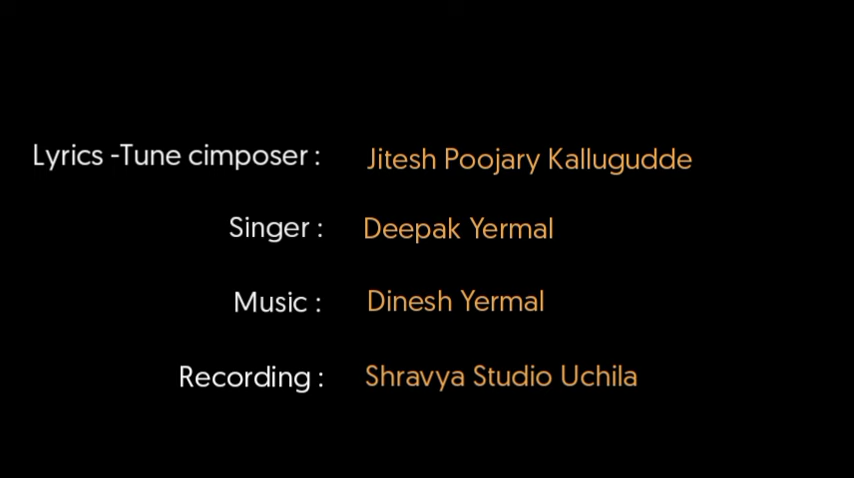 Lyrics -Tune cimposer : Jitesh Poojary Kallugudde
Singer : Deepak Yermal
Music : Dinesh Yermal
Recording : Shravya Studio Uchila